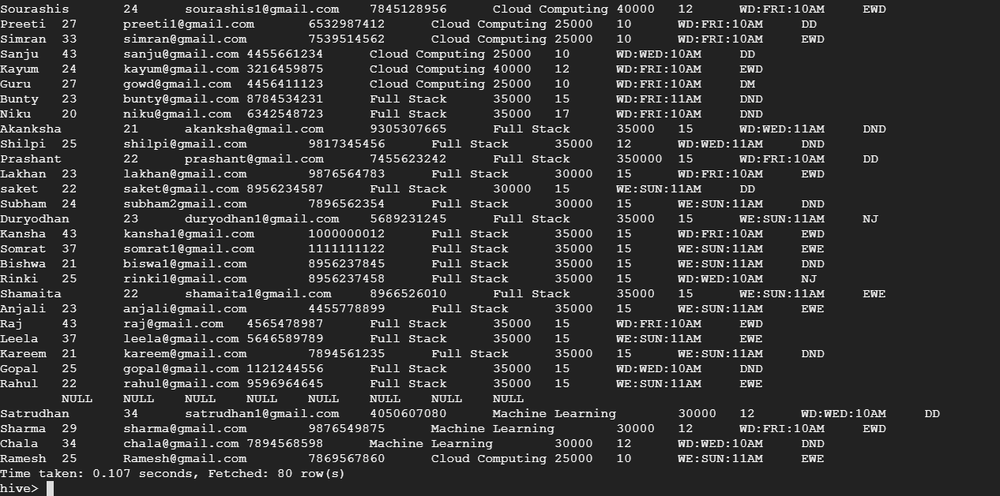 Sourashis 24 sourashis1@gmail.com 7845128956 Cloud Computing 40000 12 WD:FRI:10AM EWD
Preeti 27 preeti1@gmail.com 6532987412 Cloud Computing 25000 10 WD:FRI:10AM DD
Simran 33 simran@gmail.com 7539514562 Cloud Computing 25000 10 WD:FRI:10AM EWD
Sanju 43 sanju@gmail.com 4455661234 Cloud Computing 25000 10 WD:WED:10AM DD
Kayum 24 kayum@gmail.com 3216459875 Cloud Computing 40000 12 WD:FRI:10AM EWD
Guru 27 gowd@gmail.com 4456411123 Cloud Computing 25000 10 WD:FRI:10AM DM
Bunty 23 bunty@gmail.com 8784534231 Full Stack 35000 15 WD:FRI:11AM DND
Niku 20 niku@gmail.com 6342548723 Full Stack 35000 17 WD:FRI:10AM DND
Akanksha 21 akanksha@gmail.com 9305307665 Full Stack 35000 15 WD:WED:11AM DND
Shilpi 25 shilpi@gmail.com 9817345456 Full Stack 35000 12 WD:WED:11AM DND
Prashant 22 prashant@gmail.com 7455623242 Full Stack 350000 15 WD:FRI:10AM DD
Lakhan 23 lakhan@gmail.com 9876564783 Full Stack 30000 15 WD:FRI:10AM EWD
saket 22 saket@gmail.com 8956234587 Full Stack 30000 15 WE:SUN:11AM DD
Subham 24 subham2gmail.com 7896562354 Full Stack 30000 15 WE:SUN:11AM DND
Duryodhan 23 duryodhan1@gmail.com 5689231245 Full Stack 35000 15 WE:SUN:11AM NJ
Kansha 43 kansha1@gmail.com 1000000012 Full Stack 35000 15 WD:FRI:10AM EWD
Somrat 37 somrat1@gmail.com 1111111122 Full Stack 35000 15 WE:SUN:11AM EWE
Bishwa 21 biswa1@gmail.com 8956237845 Full Stack 35000 15 WE:SUN:11AM DND
Rinki 25 rinki1@gmail.com 8956237458 Full Stack 35000 15 WD:WED:10AM NJ
Shamaita 22 shamaita1@gmail.com 8966526010 Full Stack 35000 15 WE:SUN:11AM EWE
Anjali 23 anjali@gmail.com 4455778899 Full Stack 35000 15 WE:SUN:11AM EWE
Raj 43 raj@gmail.com 4565478987 Full Stack 35000 15 WD:FRI:10AM EWD
Leela 37 leela@gmail.com 5646589789 Full Stack 35000 15 WE:SUN:11AM EWE
Kareem 21 kareem@gmail.com 7894561235 Full Stack 35000 15 WE:SUN:11AM DND
Gopal 25 gopal@gmail.com 1121244556 Full Stack 35000 15 WD:WED:10AM DND
Rahul 22 rahul@gmail.com 9596964645 Full Stack 35000 15 WE:SUN:11AM EWE
NULL NULL NULL NULL NULL NULL NULL NULL
Satrudhan 34 satrudhan1@gmail.com 4050607080 Machine Learning 30000 12 WD:WED:10AM DD
Sharma 29 sharma@gmail.com 9876549875 Machine Learning 30000 12 WD:FRI:10AM EWD
Chala 34 chala@gmail.com 7894568598 Machine Learning 30000 12 WD:WED:10AM DND
Ramesh 25 Ramesh@gmail.com 7869567860 Cloud Computing 25000 10 WE:SUN:11AM EWE
Time taken: 0.107 seconds, Fetched: 80 row(s)
hive>